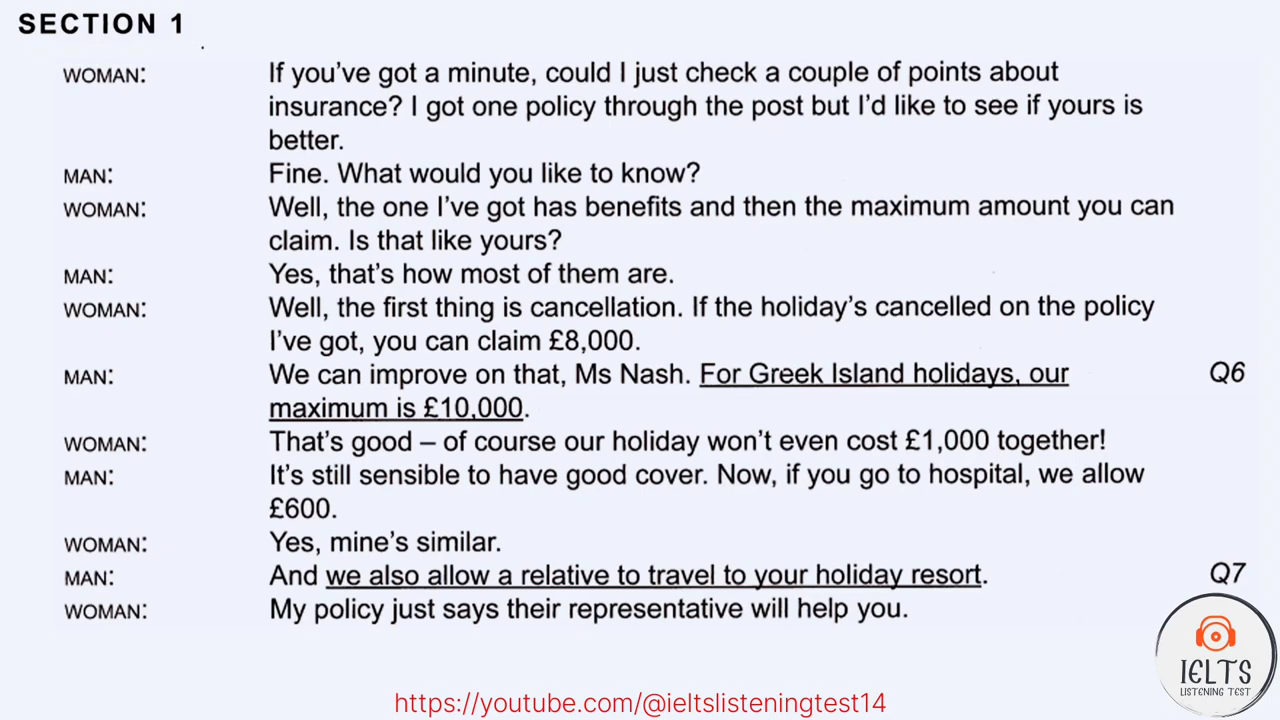 SECTION 1
WOMAN: If you've got a minute, could I just check a couple of points about
insurance? I got one policy through the post but I'd like to see if yours is
better.
MAN: Fine. What would you like to know?
WOMAN: Well, the one I've got has benefits and then the maximum amount you can
claim. Is that like yours?
MAN: Yes, that's how most of them are.
WOMAN: Well, the first thing is cancellation. If the holiday's cancelled on the policy
I've got, you can claim £8,000.
MAN: We can improve on that, Ms Nash. For Greek Island holidays, our Q6
maximum is £10,000.
WOMAN: That's good – of course our holiday won't even cost £1,000 together!
MAN: It's still sensible to have good cover. Now, if you go to hospital, we allow
£600.
WOMAN: Yes, mine's similar.
MAN: And we also allow a relative to travel to your holiday resort. Q7
WOMAN: My policy just says their representative will help you.
IELTS
LISTENING TEST
https://youtube.com/@ieltslisteningtest14